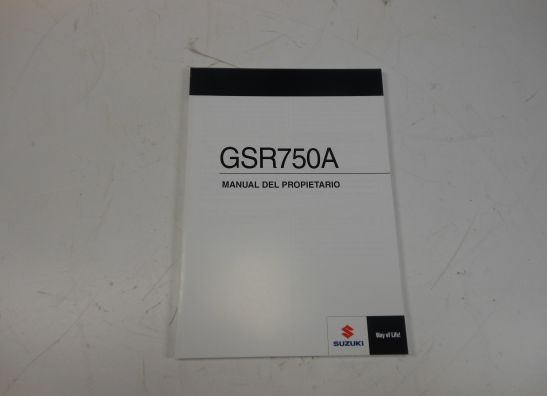 GSR750A
MANUAL DEL PROPIETARIO
SUZUKI
Way of Life!